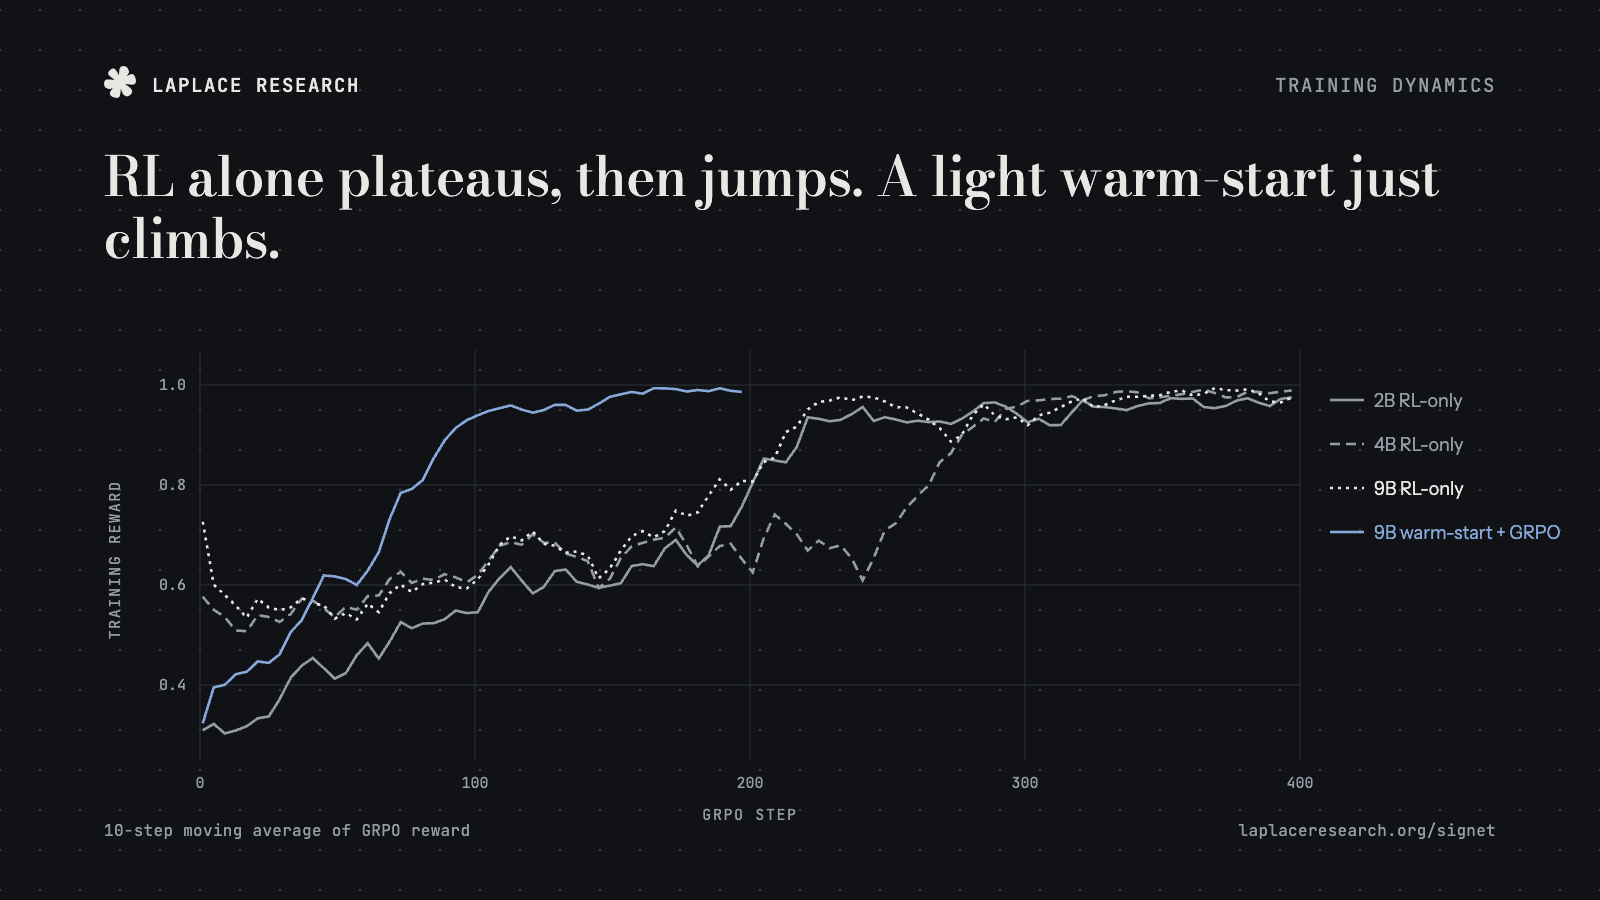 LAPLACE RESEARCH
TRAINING DYNAMICS
RL alone plateaus, then jumps. A light warm-start just
climbs.
1.0
0.8
0.6
0.4
TRAINING REWARD
0
100
200
300
400
GRPO STEP
2B RL-only
4B RL-only
9B RL-only
9B warm-start + GRPO
10-step moving average of GRPO reward
laplaceresearch.org/signet